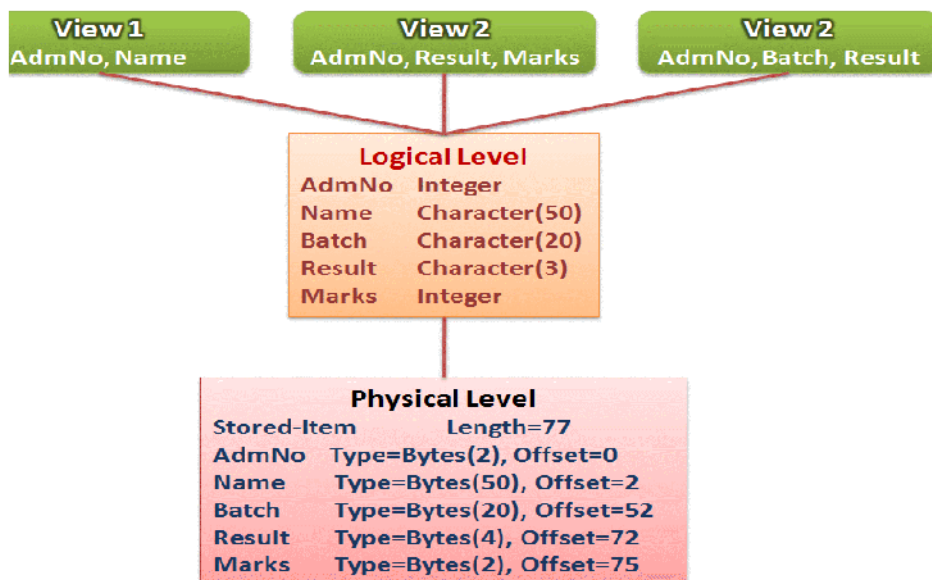 View 1
AdmNo, Name
View 2
AdmNo, Result, Marks
View 2
AdmNo, Batch, Result
Logical Level
AdmNo Integer
Name Character(50)
Batch Character(20)
Result Character(3)
Marks Integer
Physical Level
Stored-Item Length=77
AdmNo Type=Bytes(2), Offset=0
Name Type=Bytes(50), Offset=2
Batch Type=Bytes(20), Offset=52
Result Type=Bytes(4), Offset=72
Marks Type=Bytes(2), Offset=75